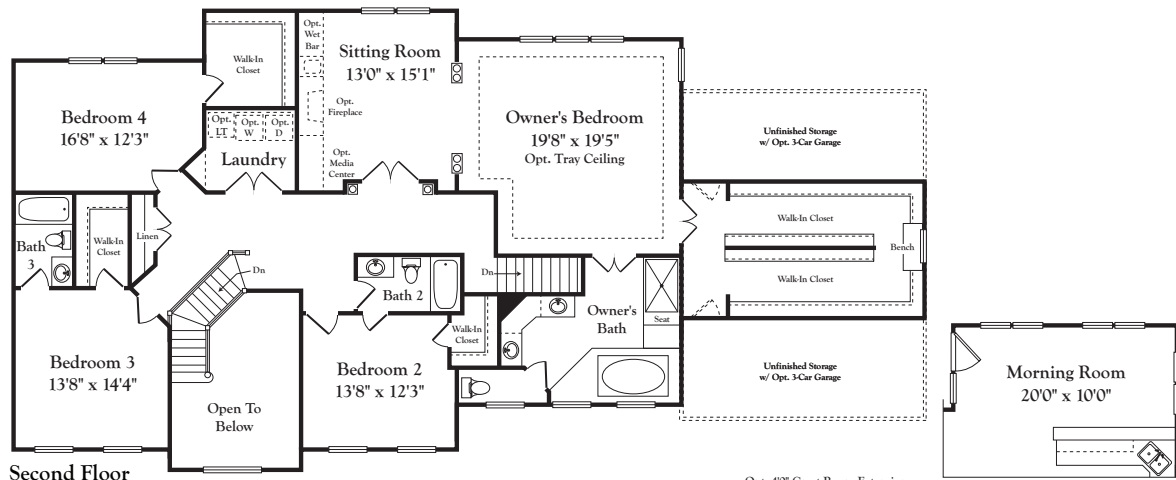 Opt.
Wet
Bar
Sitting Room
13'0" x 15'1"
Walk-In
Closet
Opt.
Fireplace
Opt.
Media
Center
Bedroom 4
16'8" x 12'3"
Opt.
LT
Opt.
W
Opt.
D
Laundry
Owner's Bedroom
19'8" x 19'5"
Opt. Tray Ceiling
Unfinished Storage
w/ Opt. 3-Car Garage
Walk-In Closet
Bench
Walk-In Closet
Bath
3
Walk-In
Closet
Linen
Dn
Bath 2
Dn
Walk-In
Closet
Owner's
Bath
Seat
Bedroom 3
13'8" x 14'4"
Open To
Below
Bedroom 2
13'8" x 12'3"
Unfinished Storage
w/ Opt. 3-Car Garage
Morning Room
20'0" x 10'0"
Second Floor